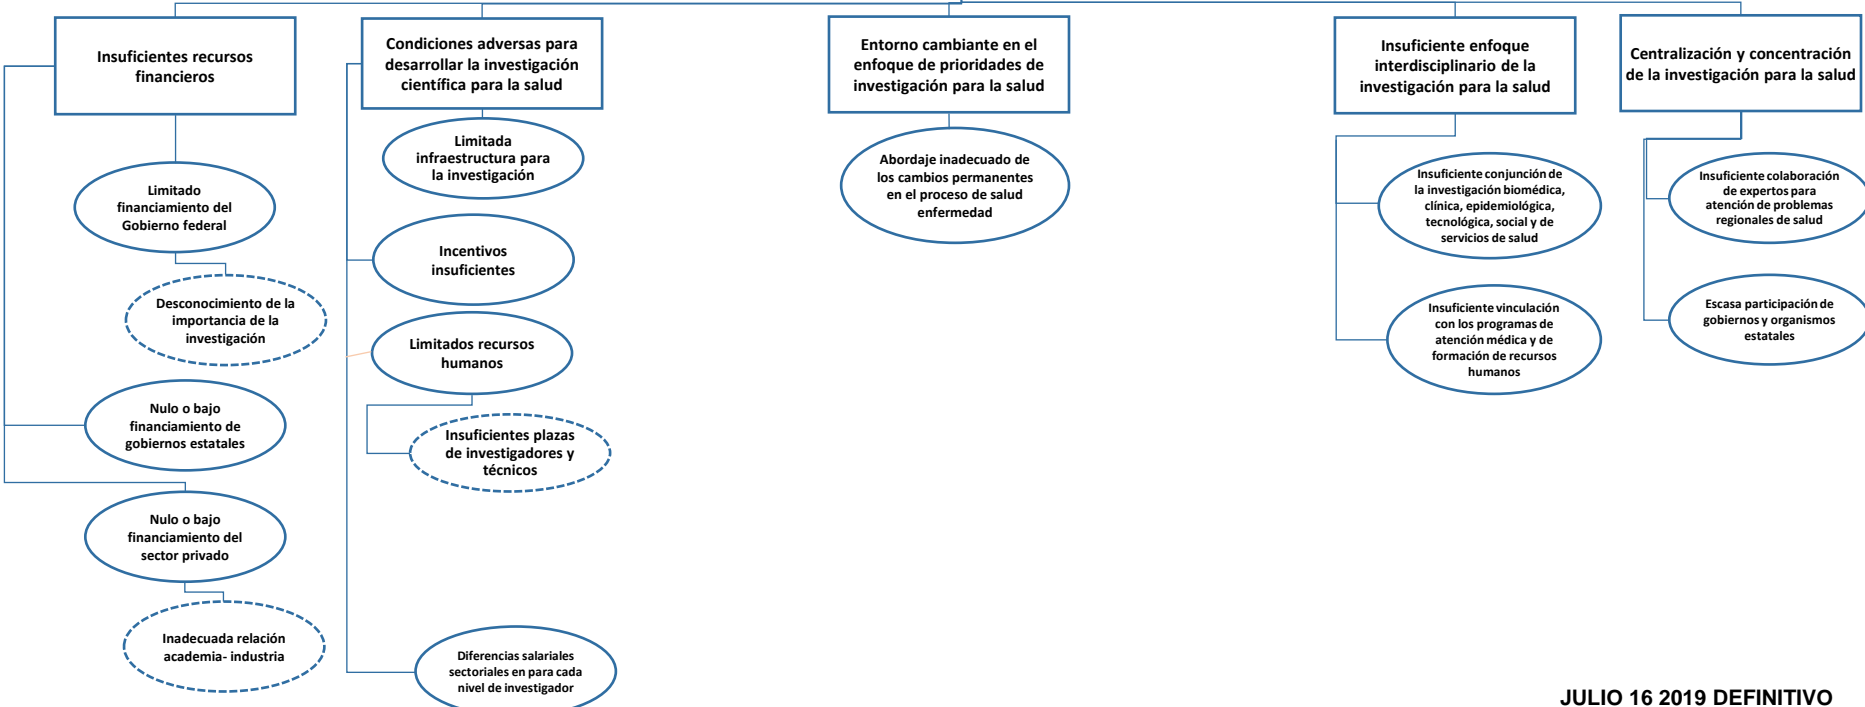 Insuficientes recursos
financieros
Limitado
financiamiento del
Gobierno federal
Desconocimiento de la
importancia de la
investigación
Nulo o bajo
financiamiento de
gobiernos estatales
Nulo o bajo
financiamiento del
sector privado
Inadecuada relación
academia- industria
Condiciones adversas para
desarrollar la investigación
científica para la salud
Limitada
infraestructura para
la investigación
Incentivos
insuficientes
Limitados recursos
humanos
Insuficientes plazas
de investigadores y
técnicos
Diferencias salariales
sectoriales en para cada
nivel de investigador
Entorno cambiante en el
enfoque de prioridades de
investigación para la salud
Abordaje inadecuado de
los cambios permanentes
en el proceso de salud
enfermedad
Insuficiente enfoque
interdisciplinario de la
investigación para la salud
Insuficiente conjunción de
la investigación biomédica,
clínica, epidemiológica,
tecnológica, social y de
servicios de salud
Insuficiente vinculación
con los programas de
atención médica y de
formación de recursos
humanos
Centralización y concentración
de la investigación para la salud
Insuficiente colaboración
de expertos para
atención de problemas
regionales de salud
Escasa participación de
gobiernos y organismos
estatales
JULIO 16 2019 DEFINITIVO